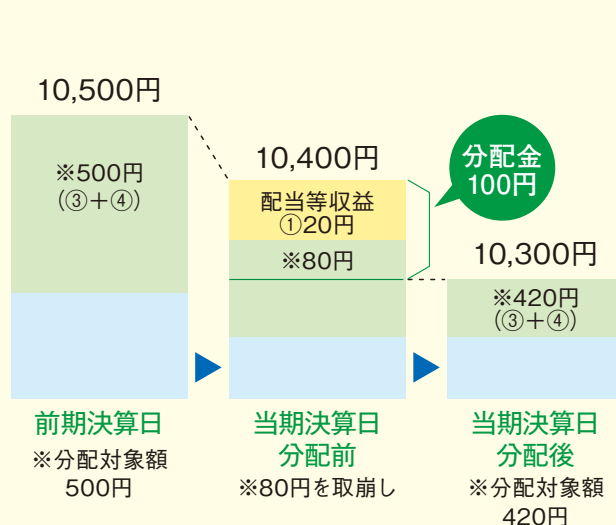 10,500円
※500円
(③+④)
10,400円
配当等収益
①20円
※80円
分配金
100円
10,300円
※420円
(③+④)
前期決算日
※分配対象額
500円
当期決算日
分配前
※80円を取崩し
当期決算日
分配後
※分配対象額
420円